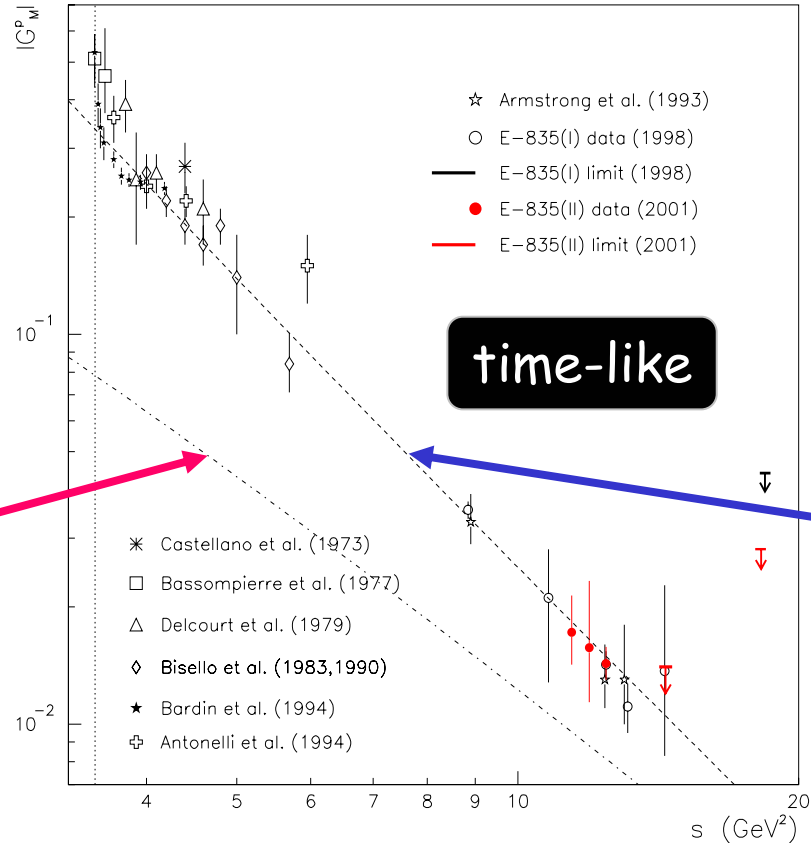 |G^p_M|
Armstrong et al. (1993)
E-835(I) data (1998)
E-835(I) limit (1998)
E-835(II) data (2001)
E-835(II) limit (2001)
10^-1
time-like
Castellano et al. (1973)
Bassompierre et al. (1977)
Delcourt et al. (1979)
Bisello et al. (1983,1990)
Bardin et al. (1994)
Antonelli et al. (1994)
10^-2
4 5 6 7 8 9 10 20
s (GeV²)